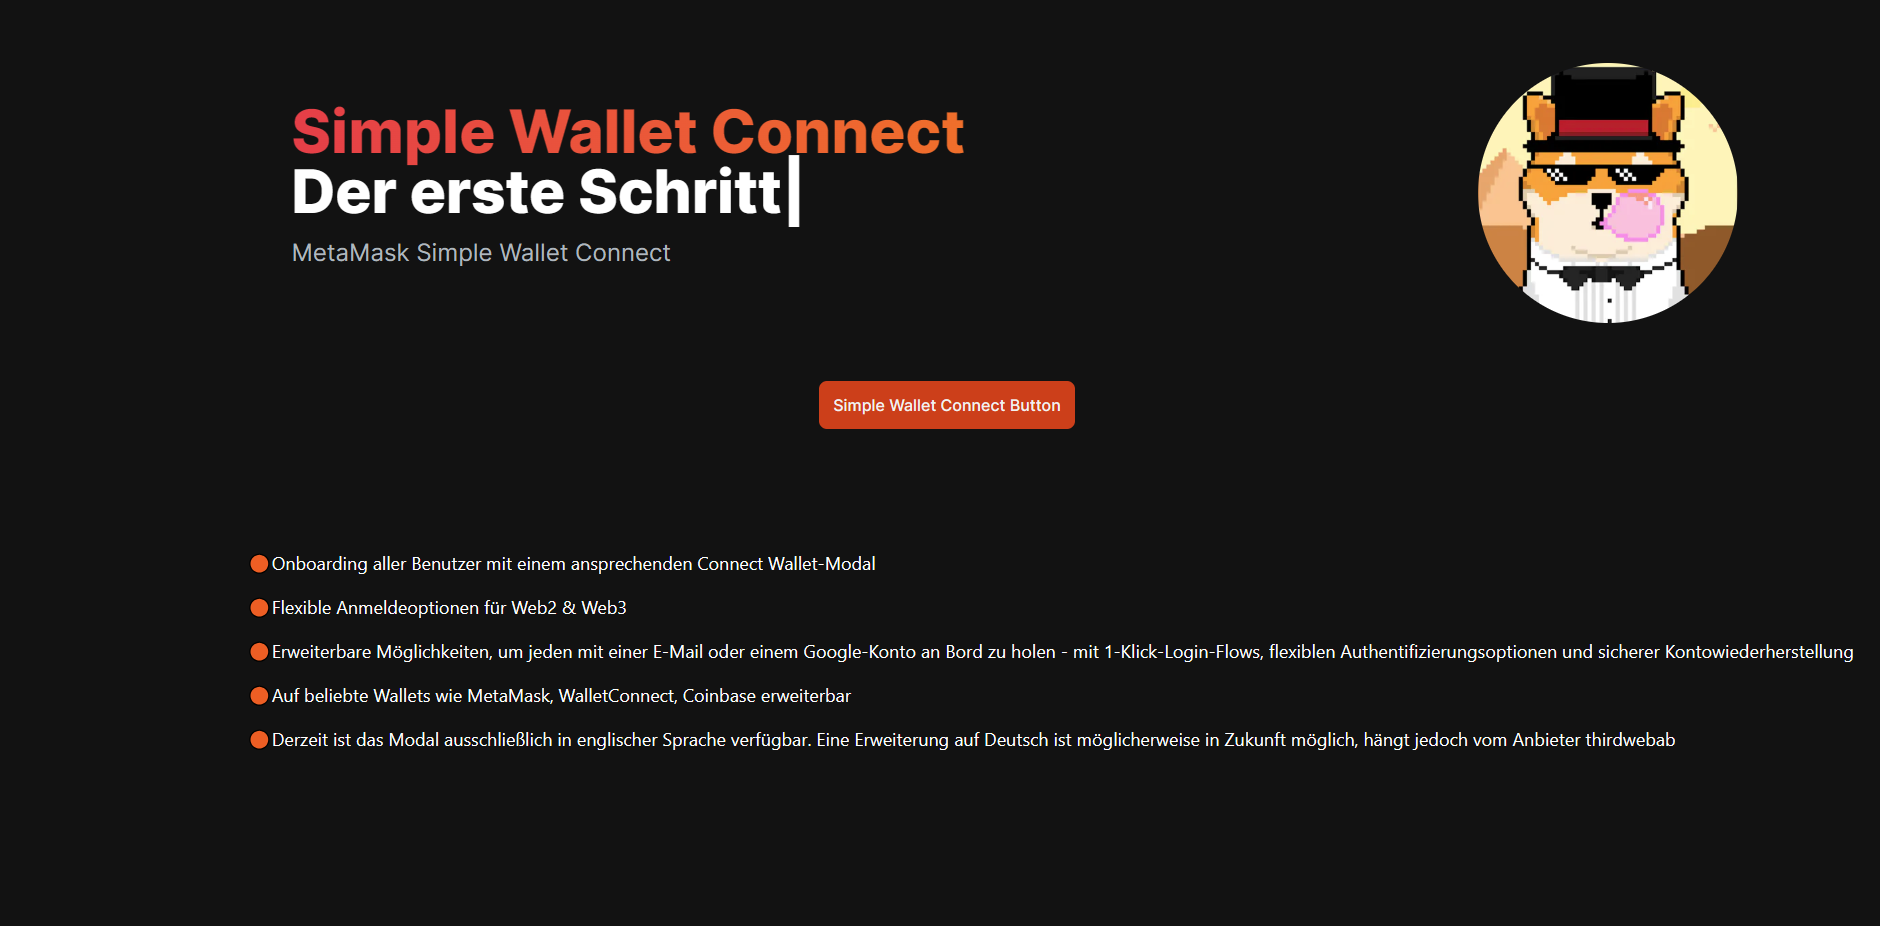 Simple Wallet Connect
Der erste Schritt|
MetaMask Simple Wallet Connect
Simple Wallet Connect Button
Onboarding aller Benutzer mit einem ansprechenden Connect Wallet-Modal
Flexible Anmeldeoptionen für Web2 & Web3
Erweiterbare Möglichkeiten, um jeden mit einer E-Mail oder einem Google-Konto an Bord zu holen - mit 1-Klick-Login-Flows, flexiblen Authentifizierungsoptionen und sicherer Kontowiederherstellung
Auf beliebte Wallets wie MetaMask, WalletConnect, Coinbase erweiterbar
Derzeit ist das Modal ausschließlich in englischer Sprache verfügbar. Eine Erweiterung auf Deutsch ist möglicherweise in Zukunft möglich, hängt jedoch vom Anbieter thirdwebab